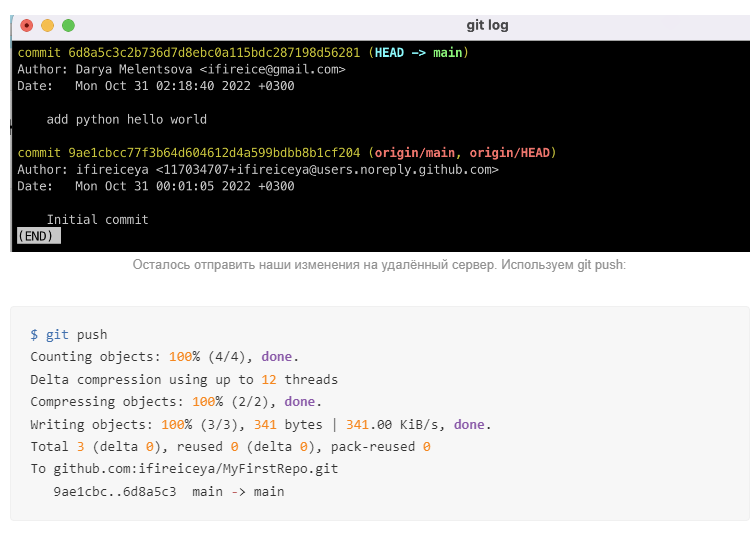 git log
commit 6d8a5c3c2b736d7d8ebc0a115bdc287198d56281 (HEAD -> main)
Author: Darya Melentsova <ifireice@gmail.com>
Date:   Mon Oct 31 02:18:40 2022 +0300
add python hello world
commit 9ae1cbcc77f3b64d604612d4a599bdbb8b1cf204 (origin/main, origin/HEAD)
Author: ifireiceya <117034707+ifireiceya@users.noreply.github.com>
Date:   Mon Oct 31 00:01:05 2022 +0300
Initial commit
(END)
Осталось отправить наши изменения на удалённый сервер. Используем git push:
$ git push
Counting objects: 100% (4/4), done.
Delta compression using up to 12 threads
Compressing objects: 100% (2/2), done.
Writing objects: 100% (3/3), 341 bytes | 341.00 KiB/s, done.
Total 3 (delta 0), reused 0 (delta 0), pack-reused 0
To github.com:ifireiceya/MyFirstRepo.git
9ae1cbc..6d8a5c3  main -> main